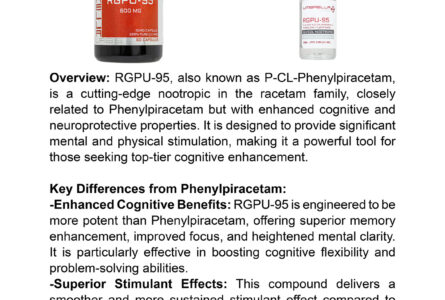 RGPU-95
600 MG
RGPU-95
Overview: RGPU-95, also known as P-CL-Phenylpiracetam,
is a cutting-edge nootropic in the racetam family, closely
related to Phenylpiracetam but with enhanced cognitive and
neuroprotective properties. It is designed to provide significant
mental and physical stimulation, making it a powerful tool for
those seeking top-tier cognitive enhancement.
Key Differences from Phenylpiracetam:
-Enhanced Cognitive Benefits: RGPU-95 is engineered to be
more potent than Phenylpiracetam, offering superior memory
enhancement, improved focus, and heightened mental clarity.
It is particularly effective in boosting cognitive flexibility and
problem-solving abilities.
-Superior Stimulant Effects: This compound delivers a
smoother and more sustained stimulant effect compared to